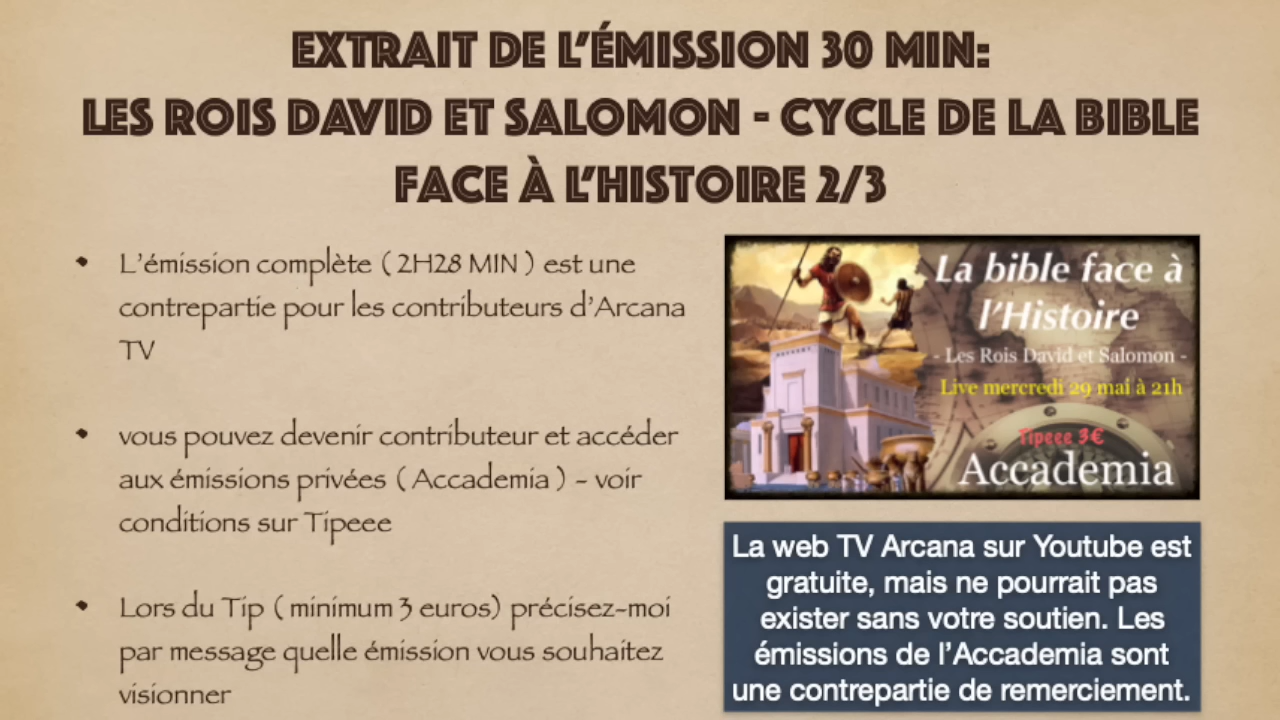 EXTRAIT DE L'ÉMISSION 30 MIN:
LES ROIS DAVID ET SALOMON - CYCLE DE LA BIBLE
FACE À L'HISTOIRE 2/3
• L'émission complète ( 2H28 MIN ) est une
contrepartie pour les contributeurs d'Arcana
TV
• vous pouvez devenir contributeur et accéder
aux émissions privées ( Accademia ) - voir
conditions sur Tipeee
• Lors du Tip ( minimum 3 euros) précisez-moi
par message quelle émission vous souhaitez
visionner
La bible face à
l'Histoire
- Les Rois David et Salomon -
Live mercredi 29 mai à 21h
Tipeee 3€
Accademia
La web TV Arcana sur Youtube est
gratuite, mais ne pourrait pas
exister sans votre soutien. Les
émissions de l'Accademia sont
une contrepartie de remerciement.